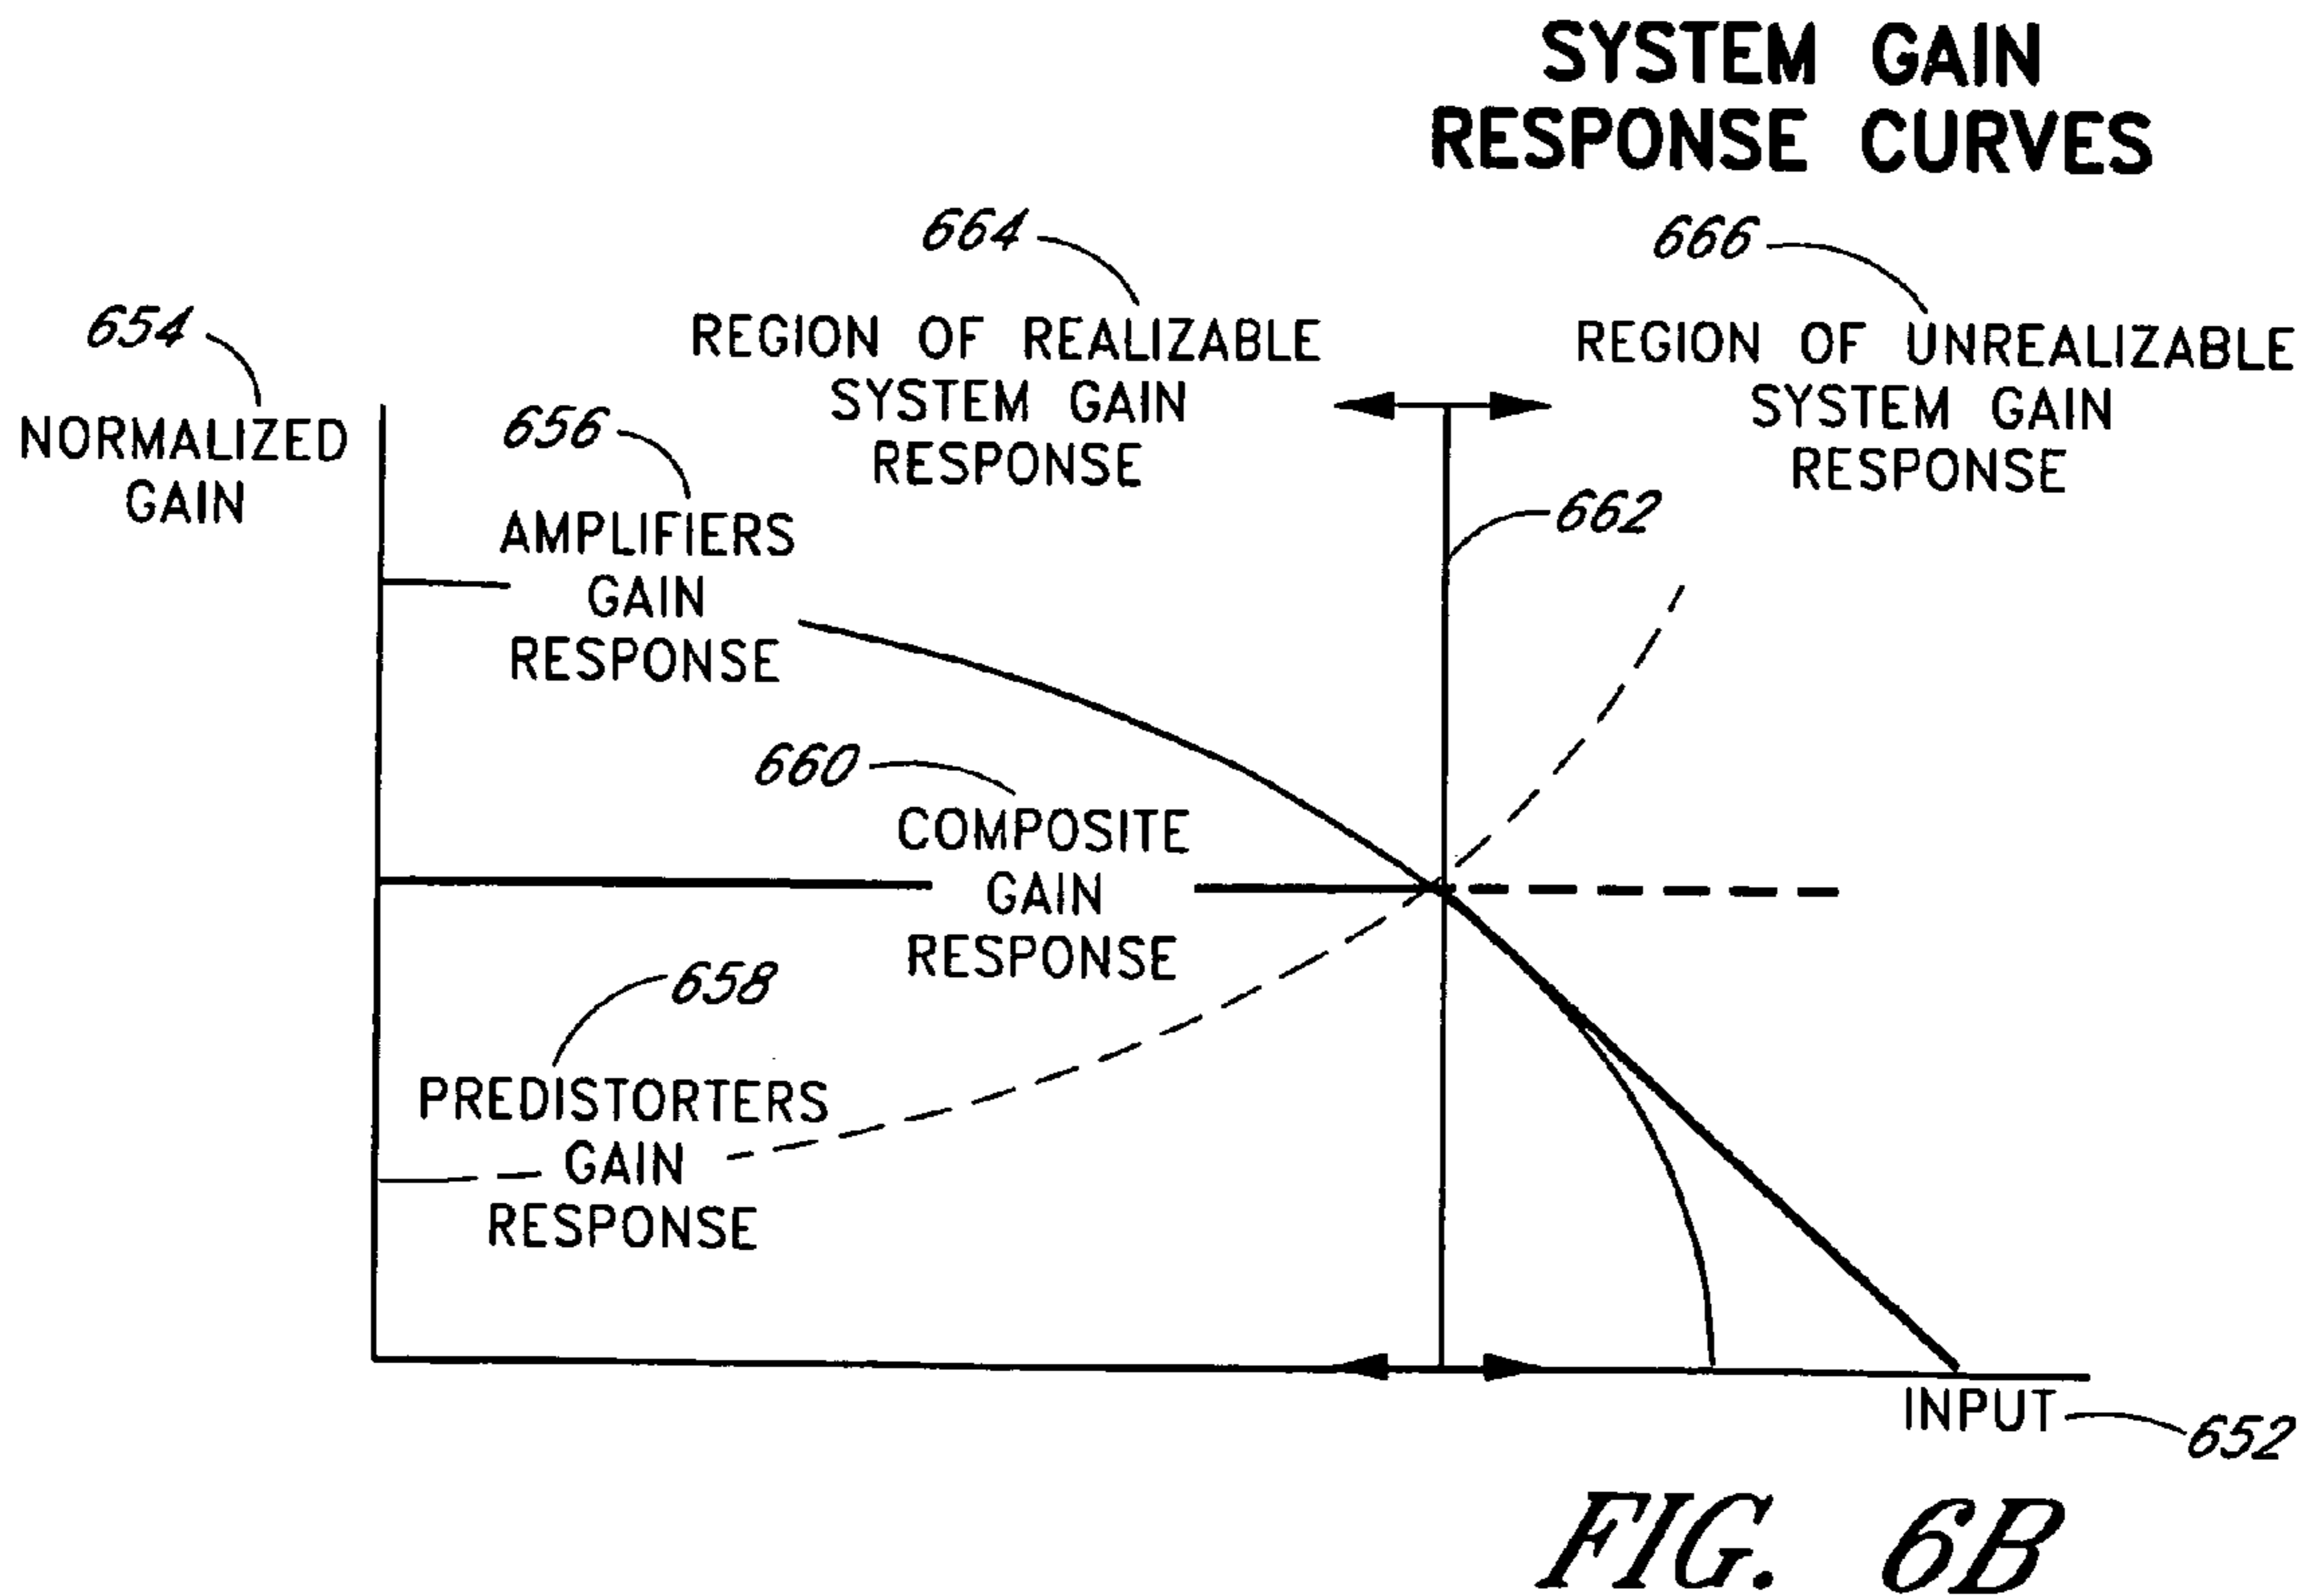 SYSTEM GAIN
RESPONSE CURVES
664
666
654
REGION OF REALIZABLE
SYSTEM GAIN
RESPONSE
REGION OF UNREALIZABLE
SYSTEM GAIN
RESPONSE
NORMALIZED
GAIN
656
662
AMPLIFIERS
GAIN
RESPONSE
660
COMPOSITE
GAIN
RESPONSE
658
PREDISTORTERS
GAIN
RESPONSE
INPUT
652
FIG. 6B